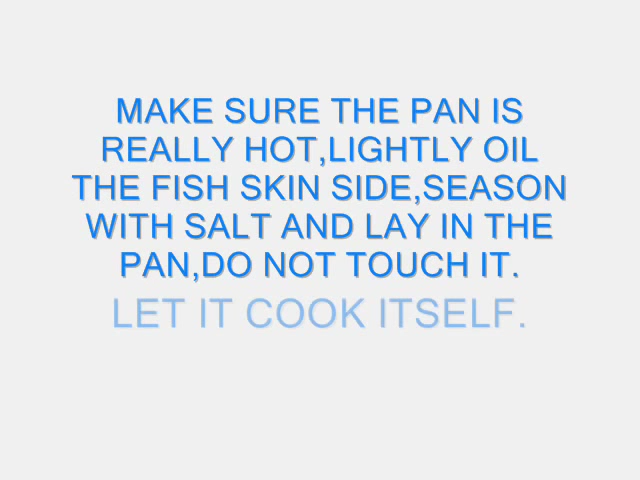 MAKE SURE THE PAN IS
REALLY HOT,LIGHTLY OIL
THE FISH SKIN SIDE,SEASON
WITH SALT AND LAY IN THE
PAN,DO NOT TOUCH IT.
LET IT COOK ITSELF.